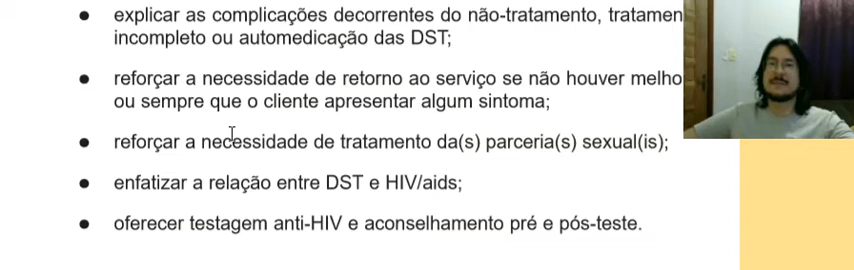 explicar as complicações decorrentes do não-tratamento,
incompleto ou automedicação das DST;
reforçar a necessidade de retorno ao serviço se não houver
ou sempre que o cliente apresentar algum sintoma;
reforçar a necessidade de tratamento da(s) parceria(s) sexual(is);
enfatizar a relação entre DST e HIV/aids;
oferecer testagem anti-HIV e aconselhamento pré e pós-teste.